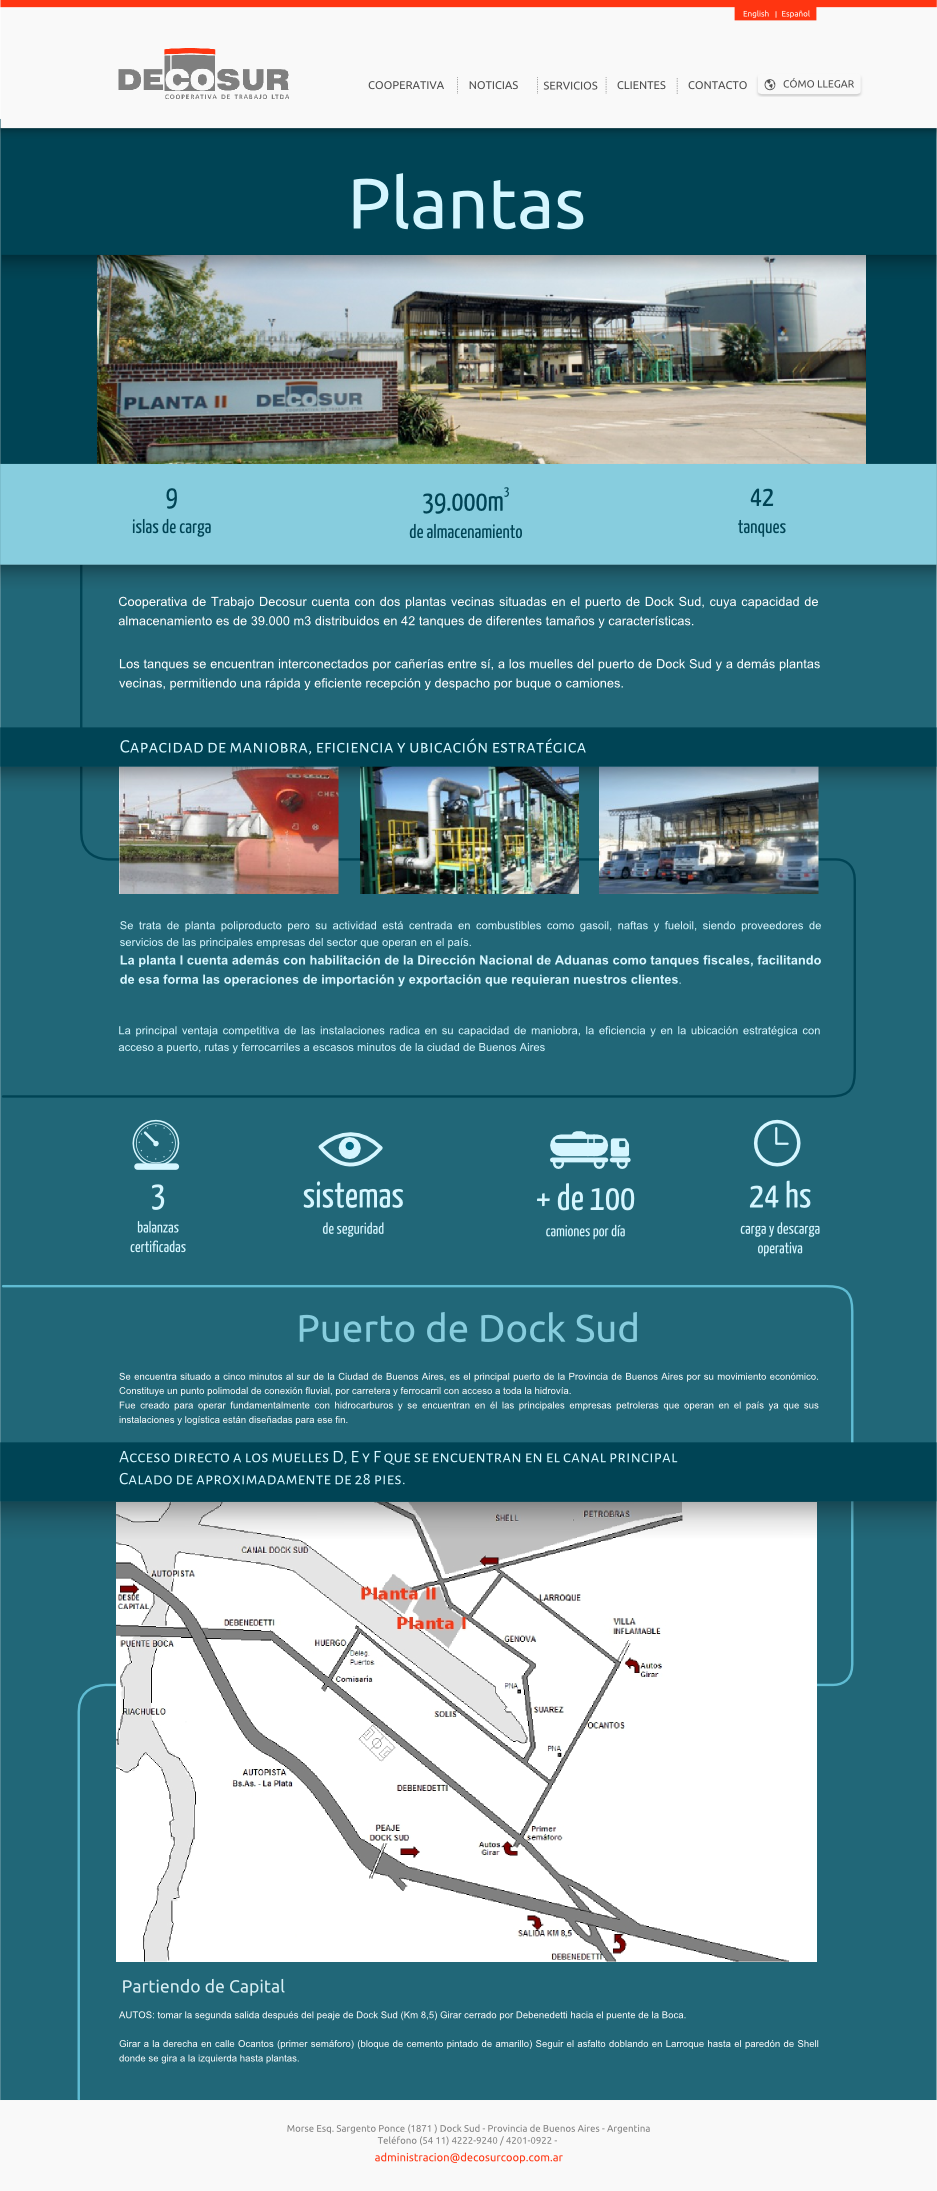 English | Español
DECOSUR
COOPERATIVA DE TRABAJO LTDA
COOPERATIVA
NOTICIAS
SERVICIOS
CLIENTES
CONTACTO
CÓMO LLEGAR
Plantas
PLANTA II DECOSUR
9
islas de carga
39.000m³
de almacenamiento
42
tanques
Cooperativa de Trabajo Decosur cuenta con dos plantas vecinas situadas en el puerto de Dock Sud, cuya capacidad de
almacenamiento es de 39.000 m3 distribuidos en 42 tanques de diferentes tamaños y características.
Los tanques se encuentran interconectados por cañerías entre sí, a los muelles del puerto de Dock Sud y a demás plantas
vecinas, permitiendo una rápida y eficiente recepción y despacho por buque o camiones.
Capacidad de maniobra, eficiencia y ubicación estratégica
CHEV
Se trata de planta poliproducto pero su actividad está centrada en combustibles como gasoil, naftas y fueloil, siendo proveedores de
servicios de las principales empresas del sector que operan en el país.
La planta I cuenta además con habilitación de la Dirección Nacional de Aduanas como tanques fiscales, facilitando
de esa forma las operaciones de importación y exportación que requieran nuestros clientes.
La principal ventaja competitiva de las instalaciones radica en su capacidad de maniobra, la eficiencia y en la ubicación estratégica con
acceso a puerto, rutas y ferrocarriles a escasos minutos de la ciudad de Buenos Aires
3
balanzas
certificadas
sistemas
de seguridad
+ de 100
camiones por día
24 hs
carga y descarga
operativa
Puerto de Dock Sud
Se encuentra situado a cinco minutos al sur de la Ciudad de Buenos Aires, es el principal puerto de la Provincia de Buenos Aires por su movimiento económico.
Constituye un punto polimodal de conexión fluvial, por carretera y ferrocarril con acceso a toda la hidrovía.
Fue creado para operar fundamentalmente con hidrocarburos y se encuentran en él las principales empresas petroleras que operan en el país ya que sus
instalaciones y logística están diseñadas para ese fin.
Acceso directo a los muelles D, E y F que se encuentran en el canal principal
Calado de aproximadamente de 28 pies.
SHELL
PETROBRAS
CANAL DOCK SUD
AUTOPISTA
DESDE
CAPITAL
Planta II
Planta I
LARROQUE
DEBENEDETTI
VILLA
INFLAMABLE
PUENTE BOCA
HUERGO
GENOVA
Deleg.
Puertos
Autos
Girar
Comisaria
PNA
RIACHUELO
SOLIS
SUAREZ
OCANTOS
PNA
AUTOPISTA
Bs.As. - La Plata
DEBENEDETTI
PEAJE
DOCK SUD
Primer
semáforo
Autos
Girar
SALIDA KM 8,5
DEBENEDETTI
Partiendo de Capital
AUTOS: tomar la segunda salida después del peaje de Dock Sud (Km 8,5) Girar cerrado por Debenedetti hacia el puente de la Boca.
Girar a la derecha en calle Ocantos (primer semáforo) (bloque de cemento pintado de amarillo) Seguir el asfalto doblando en Larroque hasta el paredón de Shell
donde se gira a la izquierda hasta plantas.
Morse Esq. Sargento Ponce (1871 ) Dock Sud - Provincia de Buenos Aires - Argentina
Teléfono (54 11) 4222-9240 / 4201-0922 -
administracion@decosurcoop.com.ar